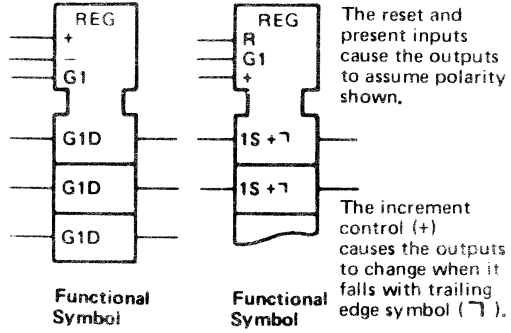 REG
+
−
G1
G1D
G1D
G1D
Functional
Symbol
REG
R
G1
+
1S +ㄱ
1S +ㄱ
Functional
Symbol
The reset and
present inputs
cause the outputs
to assume polarity
shown.
The increment
control (+)
causes the outputs
to change when it
falls with trailing
edge symbol (ㄱ).